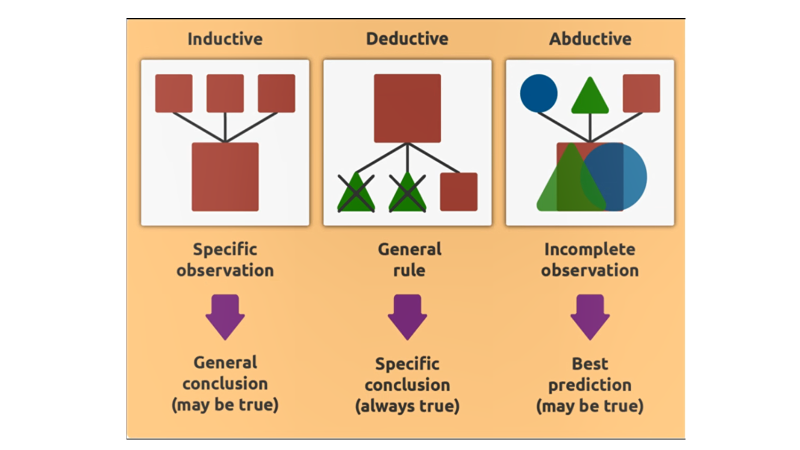 Inductive
Deductive
Abductive
Specific
observation
General
rule
Incomplete
observation
General
conclusion
(may be true)
Specific
conclusion
(always true)
Best
prediction
(may be true)